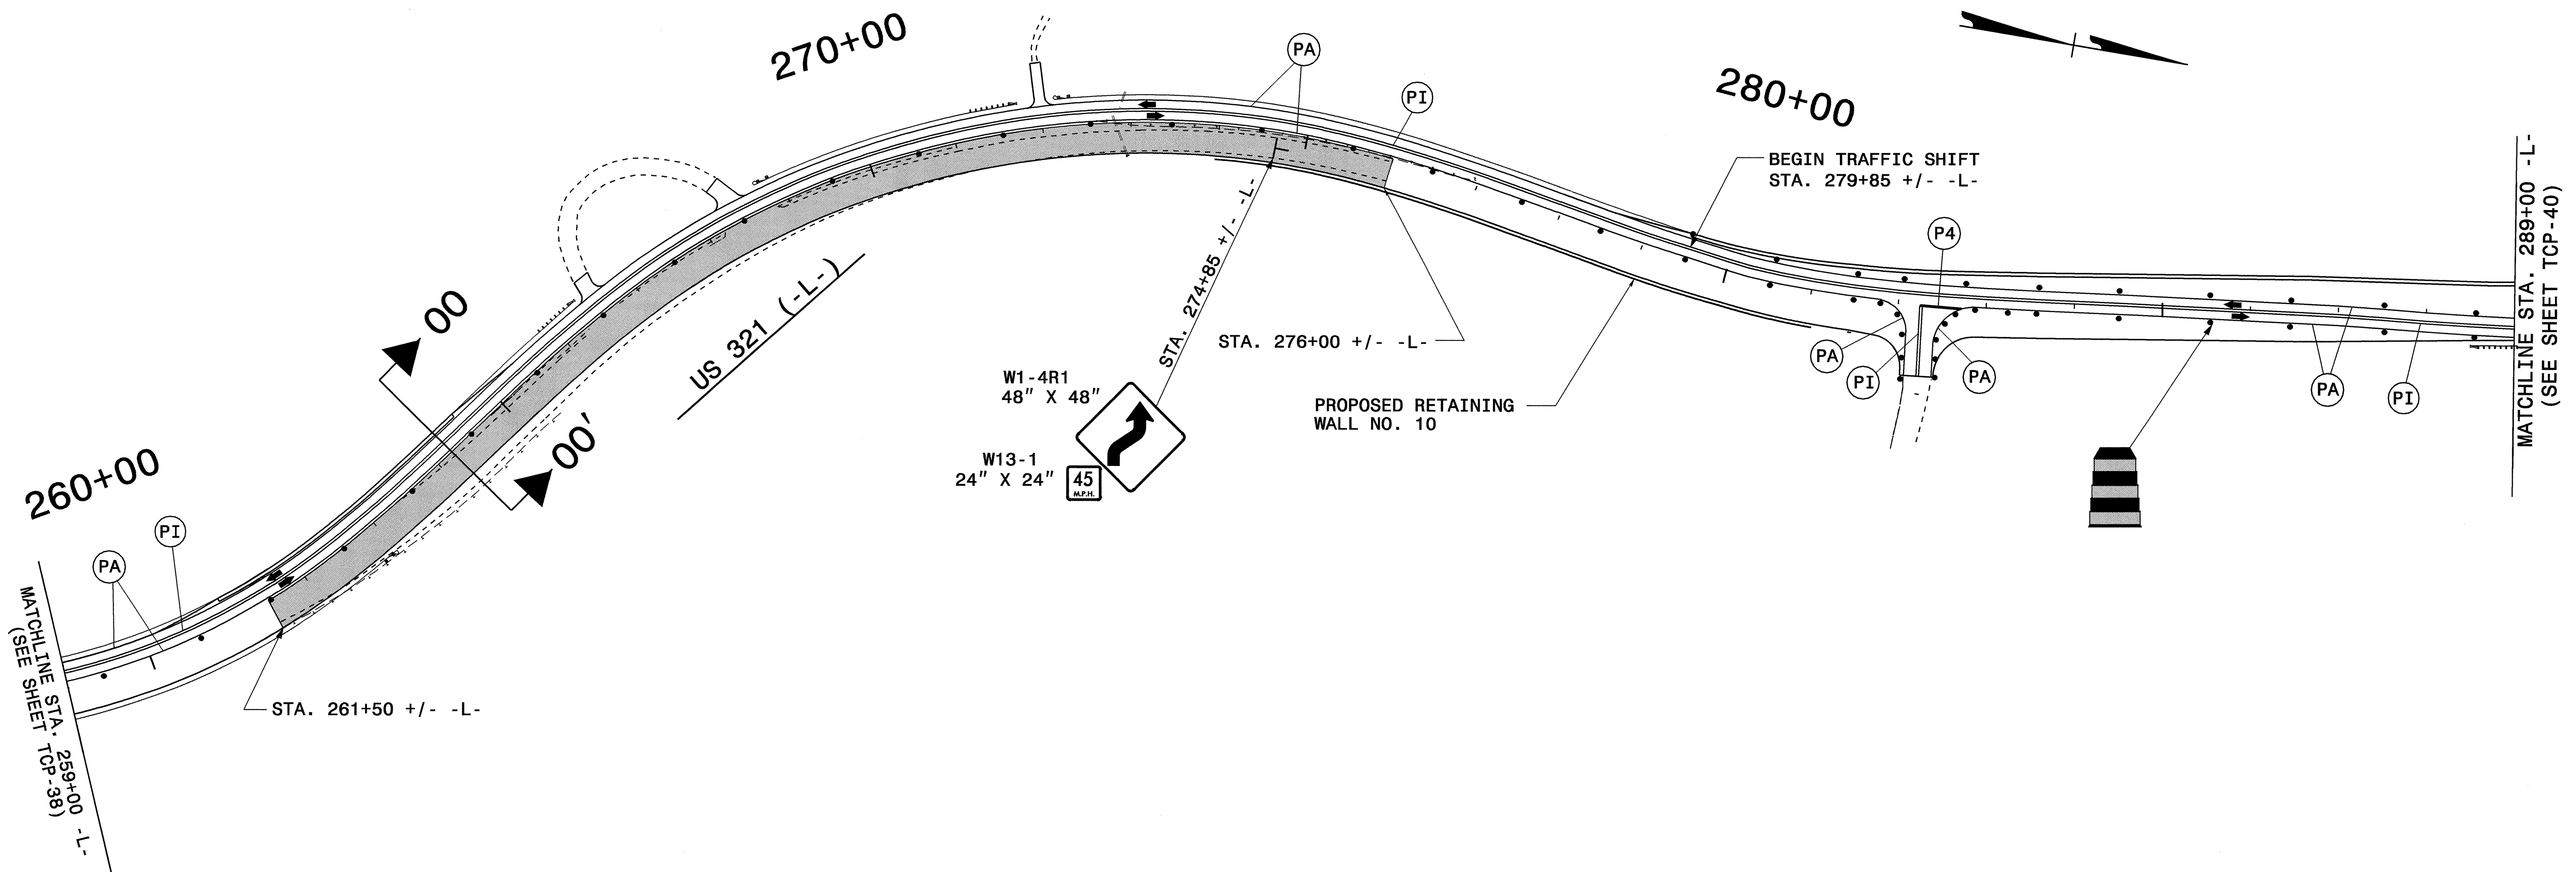 270+00
PA
PI
280+00
BEGIN TRAFFIC SHIFT
STA. 279+85 +/- -L-
P4
MATCHLINE STA. 289+00 -L-
(SEE SHEET TCP-40)
00
00'
US 321 (-L-)
STA. 274+85 +/- -L-
STA. 276+00 +/- -L-
PA
PI
PA
PA
PI
W1-4R1
48" X 48"
W13-1
24" X 24"
45
M.P.H.
PROPOSED RETAINING
WALL NO. 10
260+00
PI
PA
STA. 261+50 +/- -L-
MATCHLINE STA. 259+00 -L-
(SEE SHEET TCP-38)